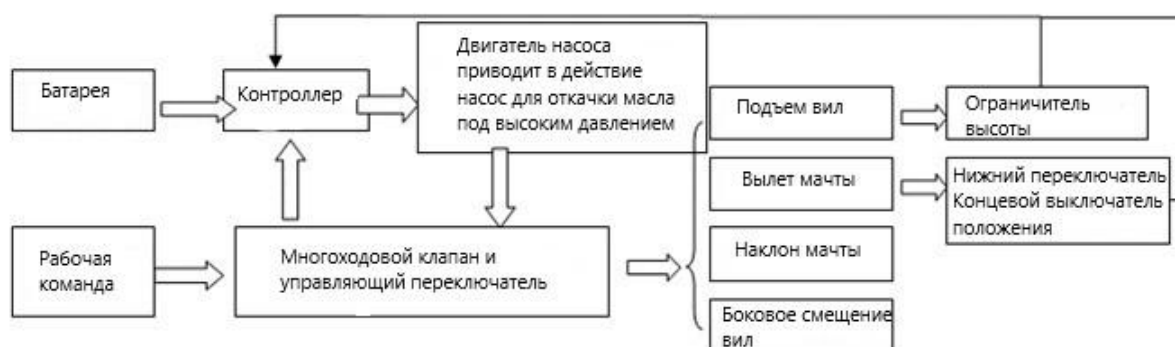 Батарея
Контроллер
Двигатель насоса
приводит в действие
насос для откачки масла
под высоким давлением
Подъем вил
Ограничитель
высоты
Вылет мачты
Нижний переключатель
Концевой выключатель
положения
Рабочая
команда
Многоходовой клапан и
управляющий переключатель
Наклон мачты
Боковое смещение
вил